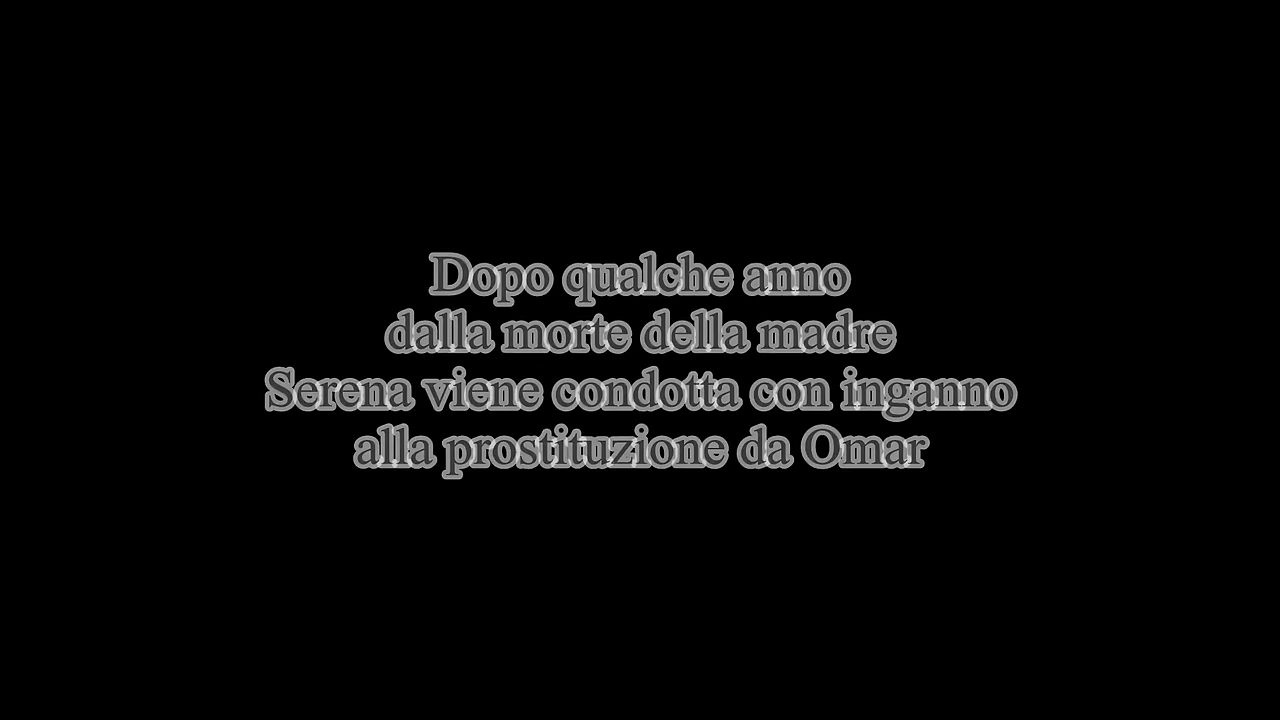 Dopo qualche anno
dalla morte della madre
Serena viene condotta con inganno
alla prostituzione da Omar